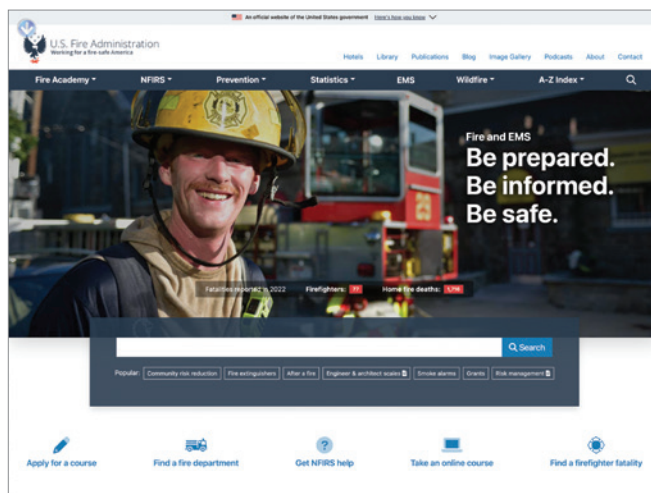 An official website of the United States government Here's how you know
U.S. Fire Administration
Working for a fire-safe America
Hotels Library Publications Blog Image Gallery Podcasts About Contact
Fire Academy NFIRS Prevention Statistics EMS Wildfire A-Z Index
Fire and EMS
Be prepared.
Be informed.
Be safe.
Fatalities reported in 2022 Firefighters: 77 Home fire deaths:
Search
Popular: Community risk reduction Fire extinguishers After a fire Engineer & architect scales Smoke alarms Grants Risk management
Apply for a course Find a fire department Get NFIRS help Take an online course Find a firefighter fatality